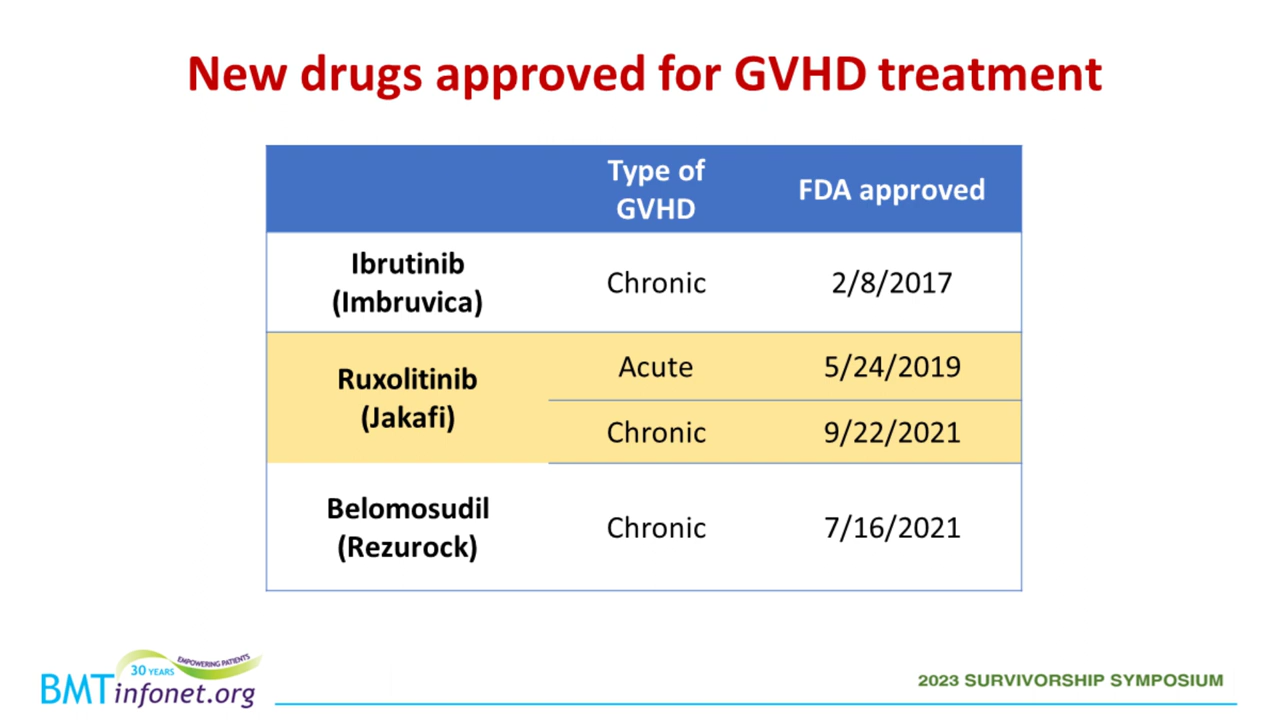 New drugs approved for GVHD treatment
Type of
GVHD
FDA approved
Ibrutinib
(Imbruvica)
Chronic
2/8/2017
Ruxolitinib
(Jakafi)
Acute
5/24/2019
Chronic
9/22/2021
Belomosudil
(Rezurock)
Chronic
7/16/2021
30 YEARS
EMPOWERING PATIENTS
BMTinfonet.org
2023 SURVIVORSHIP SYMPOSIUM